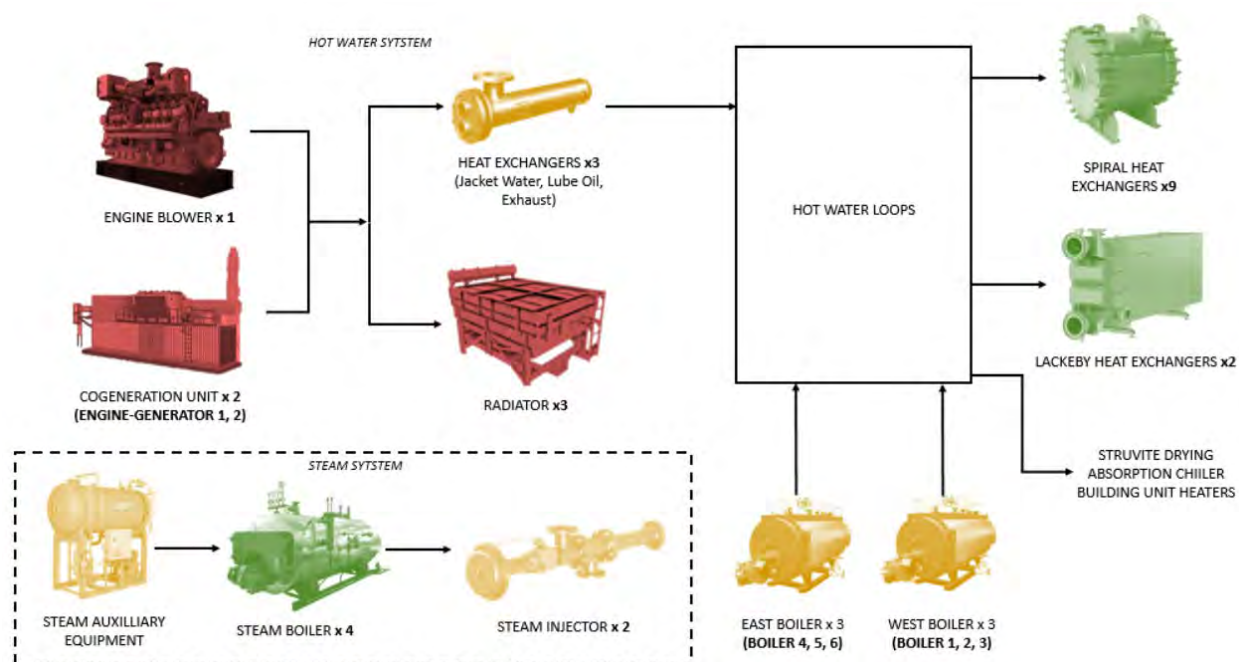 HOT WATER SYTSTEM
ENGINE BLOWER x 1
COGENERATION UNIT x 2
(ENGINE-GENERATOR 1, 2)
HEAT EXCHANGERS x3
(Jacket Water, Lube Oil,
Exhaust)
RADIATOR x3
HOT WATER LOOPS
SPIRAL HEAT
EXCHANGERS x9
LACKEBY HEAT EXCHANGERS x2
STRUVITE DRYING
ABSORPTION CHIILER
BUILDING UNIT HEATERS
EAST BOILER x 3
(BOILER 4, 5, 6)
WEST BOILER x 3
(BOILER 1, 2, 3)
STEAM SYTSTEM
STEAM AUXILLIARY
EQUIPMENT
STEAM BOILER x 4
STEAM INJECTOR x 2